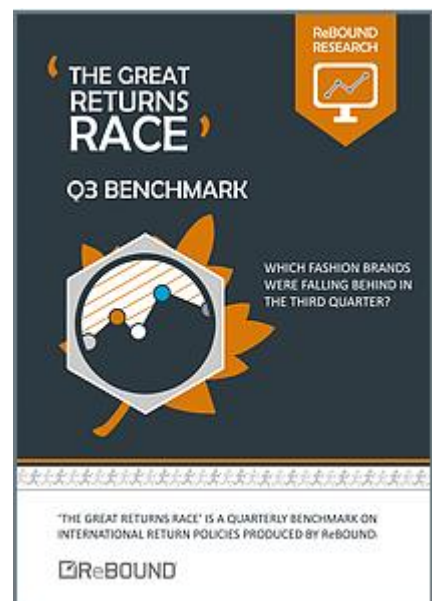 ReBOUND
RESEARCH
‘THE GREAT
RETURNS
RACE’
Q3 BENCHMARK
WHICH FASHION BRANDS
WERE FALLING BEHIND IN
THE THIRD QUARTER?
"THE GREAT RETURNS RACE" IS A QUARTERLY BENCHMARK ON
INTERNATIONAL RETURN POLICIES PRODUCED BY ReBOUND.
ReBOUND